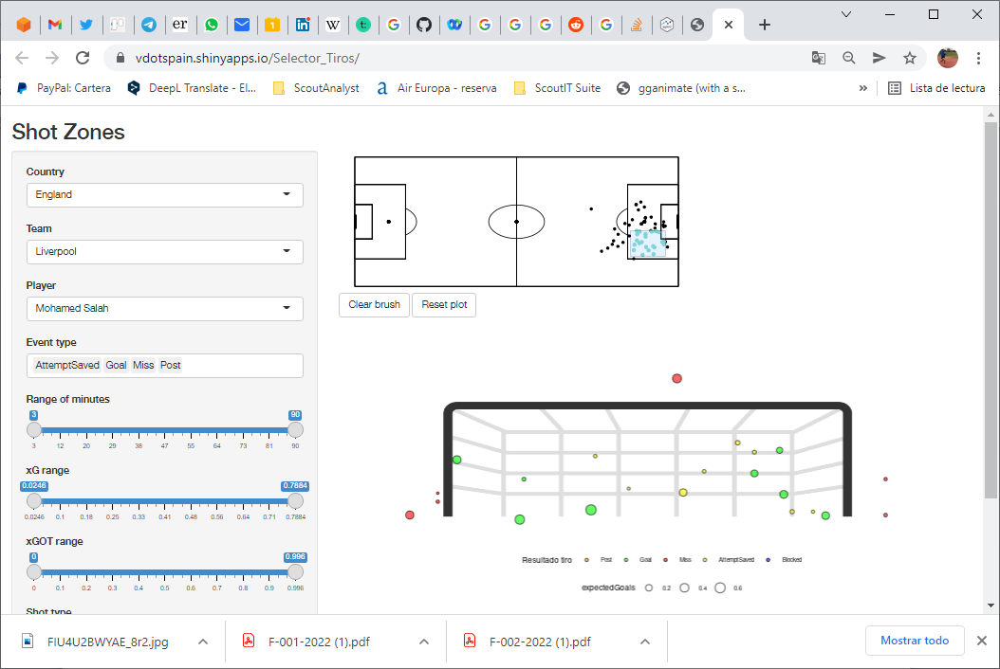 er
W
1
vdotspain.shinyapps.io/Selector_Tiros/
PayPal: Cartera
DeepL Translate - El...
ScoutAnalyst
Air Europa - reserva
ScoutIT Suite
gganimate (with a s...
»
Lista de lectura
Shot Zones
Country
England
Team
Liverpool
Player
Mohamed Salah
Event type
AttemptSaved Goal Miss Post
Range of minutes
3 90
3 12 20 29 38 47 55 64 73 81 90
xG range
0.0246 0.7884
0.0246 0.1 0.18 0.25 0.33 0.41 0.48 0.56 0.64 0.71 0.7884
xGOT range
0 0.996
0 0.1 0.2 0.3 0.4 0.5 0.6 0.7 0.8 0.9 0.996
Shot type
Clear brush Reset plot
Resultado tiro Post Goal Miss AttemptSaved Blocked
expectedGoals 0.2 0.4 0.6
FIU4U2BWYAE_8r2.jpg
F-001-2022 (1).pdf
F-002-2022 (1).pdf
Mostrar todo